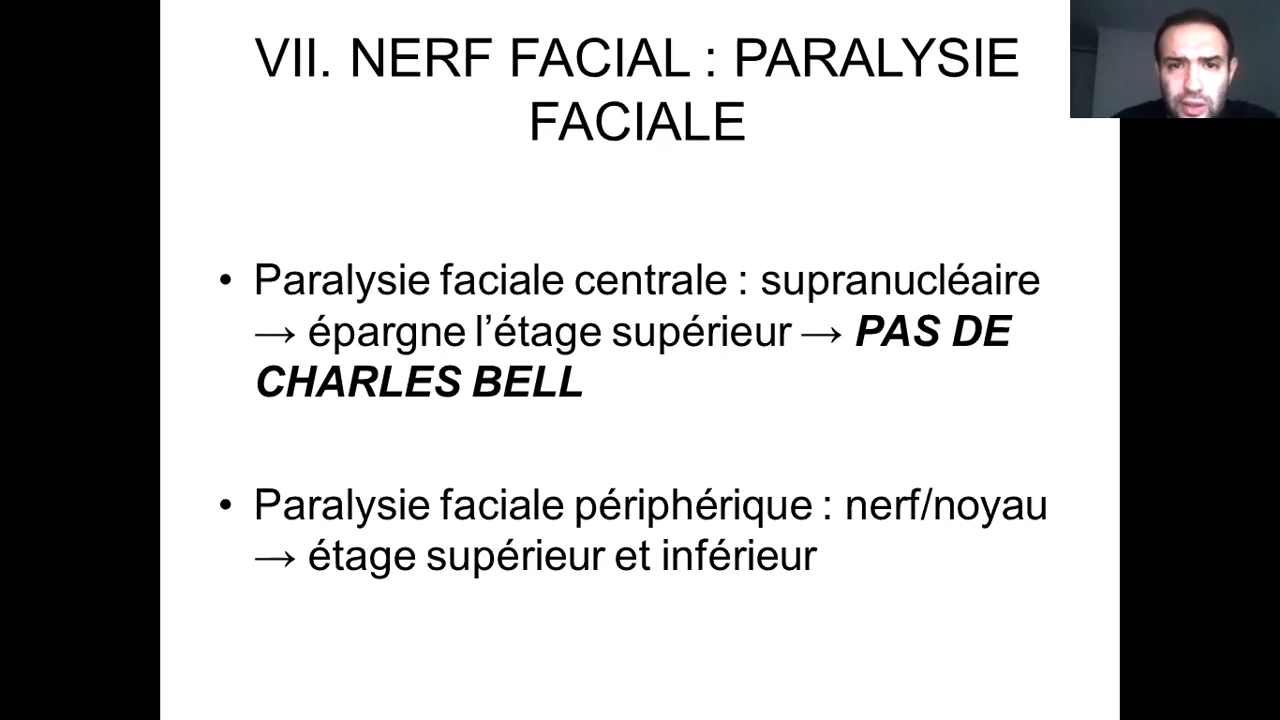 VII. NERF FACIAL : PARALYSIE
FACIALE
• Paralysie faciale centrale : supranucléaire
→ épargne l’étage supérieur → PAS DE
CHARLES BELL
• Paralysie faciale périphérique : nerf/noyau
→ étage supérieur et inférieur